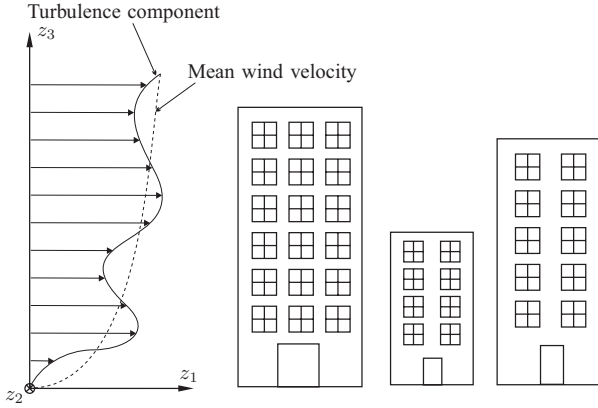 Turbulence component
z3
Mean wind velocity
z1
z2